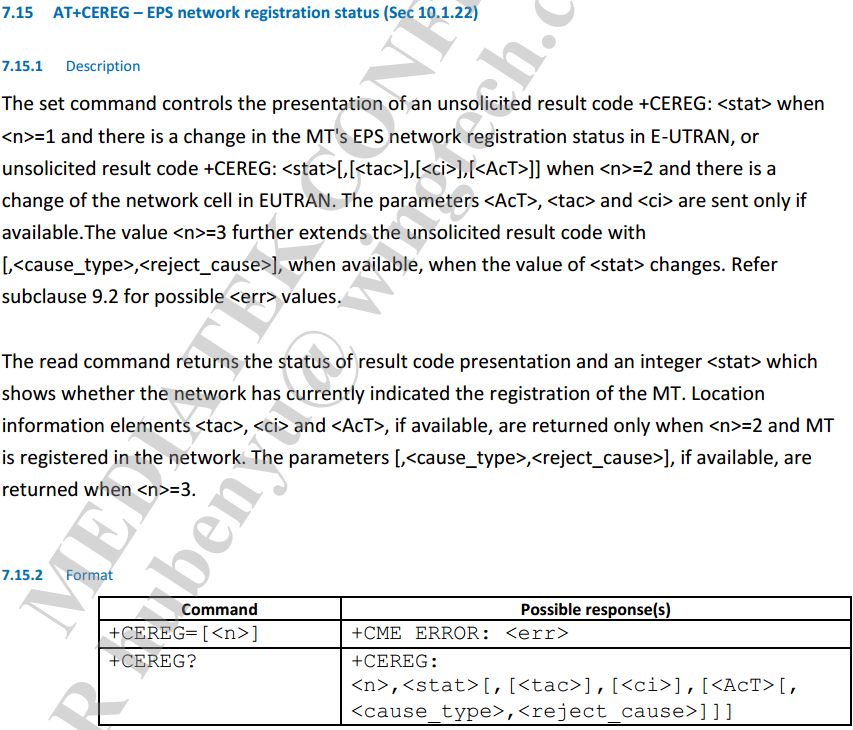 7.15 AT+CEREG – EPS network registration status (Sec 10.1.22)
7.15.1 Description
The set command controls the presentation of an unsolicited result code +CEREG: <stat> when
<n>=1 and there is a change in the MT's EPS network registration status in E-UTRAN, or
unsolicited result code +CEREG: <stat>[,[<tac>],[<ci>],[<AcT>]] when <n>=2 and there is a
change of the network cell in EUTRAN. The parameters <AcT>, <tac> and <ci> are sent only if
available.The value <n>=3 further extends the unsolicited result code with
[,<cause_type>,<reject_cause>], when available, when the value of <stat> changes. Refer
subclause 9.2 for possible <err> values.
The read command returns the status of result code presentation and an integer <stat> which
shows whether the network has currently indicated the registration of the MT. Location
information elements <tac>, <ci> and <AcT>, if available, are returned only when <n>=2 and MT
is registered in the network. The parameters [,<cause_type>,<reject_cause>], if available, are
returned when <n>=3.
7.15.2 Format
Command Possible response(s)
+CEREG=[<n>] +CME ERROR: <err>
+CEREG? +CEREG:
<n>,<stat>[,[<tac>],[<ci>],[<AcT>[,
<cause_type>,<reject_cause>]]]
MEDIATEK CONF
R hubenyu@wingtech.c